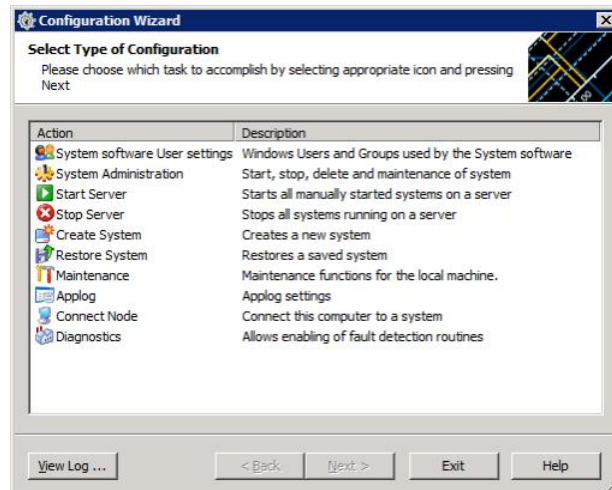 Configuration Wizard
Select Type of Configuration
Please choose which task to accomplish by selecting appropriate icon and pressing
Next
Action Description
System software User settings Windows Users and Groups used by the System software
System Administration Start, stop, delete and maintenance of system
Start Server Starts all manually started systems on a server
Stop Server Stops all systems running on a server
Create System Creates a new system
Restore System Restores a saved system
Maintenance Maintenance functions for the local machine.
Applog Applog settings
Connect Node Connect this computer to a system
Diagnostics Allows enabling of fault detection routines
View Log ... < Back Next > Exit Help